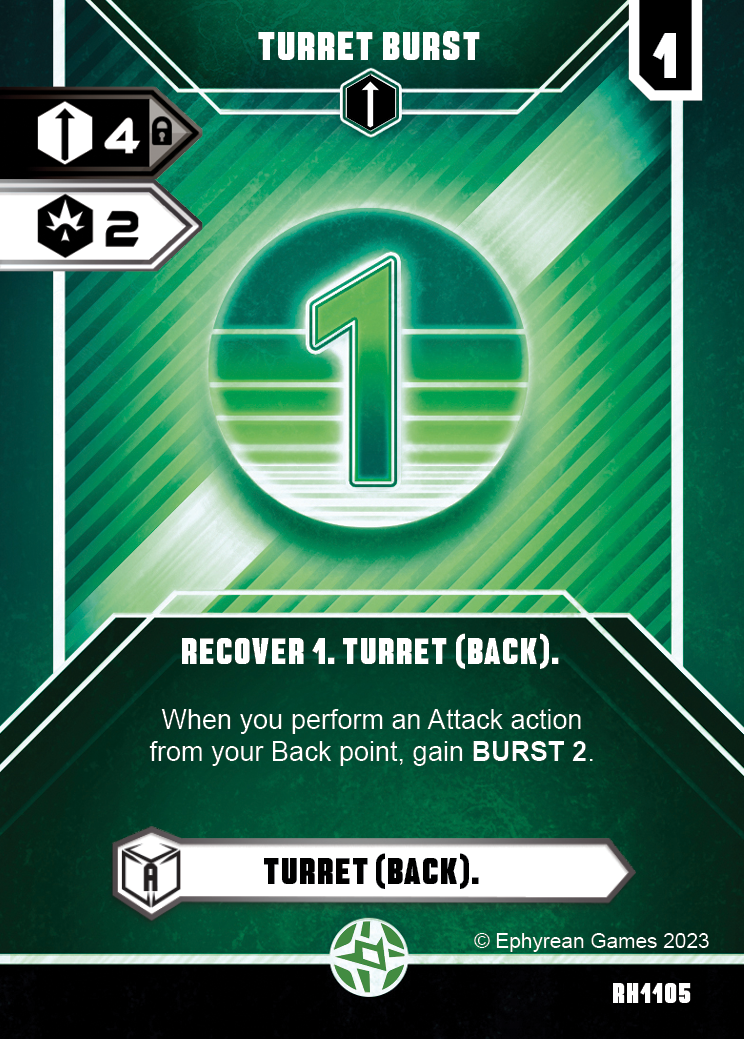 TURRET BURST
1
4
2
1
RECOVER 1. TURRET (BACK).
When you perform an Attack action
from your Back point, gain BURST 2.
A
TURRET (BACK).
© Ephyrean Games 2023
RH1105